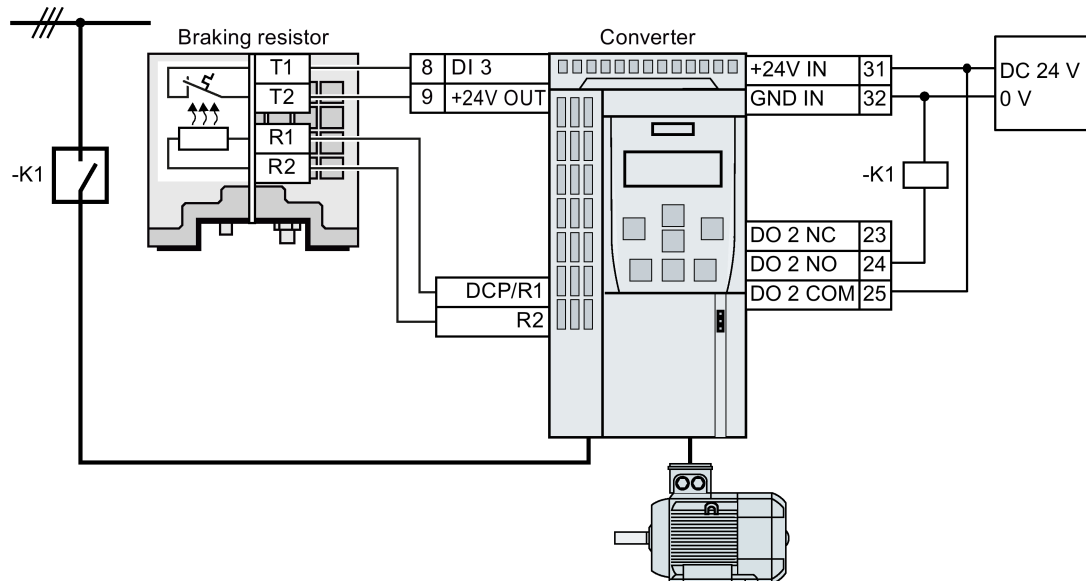 Braking resistor
Converter
T1
8 DI 3
+24V IN 31
DC 24 V
T2
9 +24V OUT
GND IN 32
0 V
R1
R2
-K1
-K1
DO 2 NC 23
DO 2 NO 24
DCP/R1
DO 2 COM 25
R2